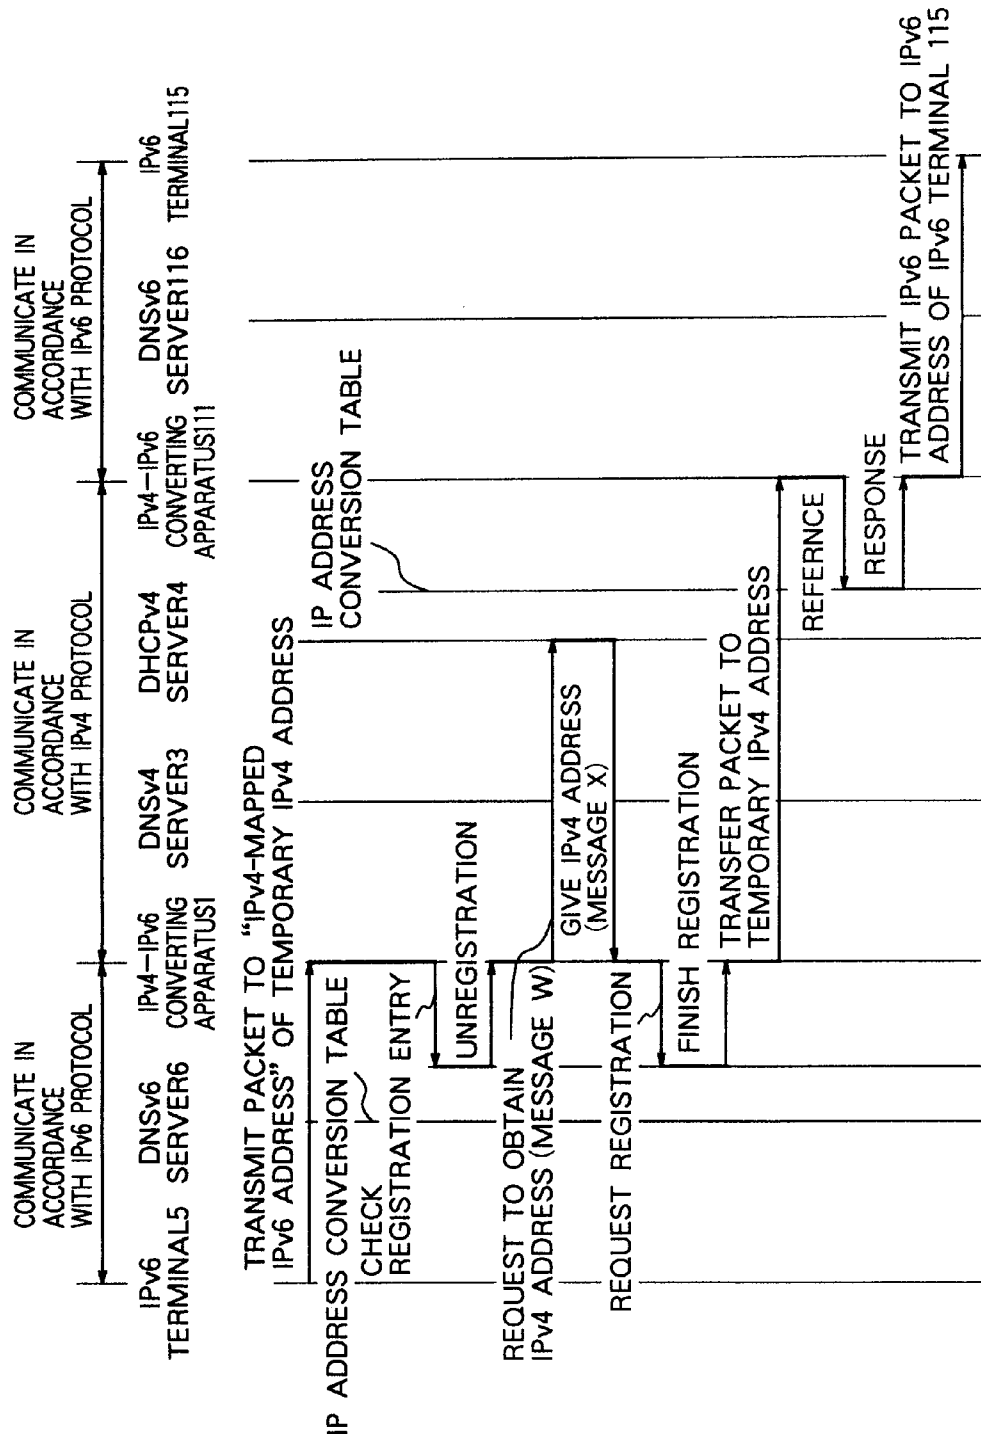 COMMUNICATE IN
ACCORDANCE
WITH IPv6 PROTOCOL
COMMUNICATE IN
ACCORDANCE
WITH IPv4 PROTOCOL
COMMUNICATE IN
ACCORDANCE
WITH IPv6 PROTOCOL
IPv6
TERMINAL5
DNSv6
SERVER6
IPv4-IPv6
CONVERTING
APPARATUS1
DNSv4
SERVER3
DHCPv4
SERVER4
IPv4-IPv6
CONVERTING
APPARATUS111
DNSv6
SERVER116
IPv6
TERMINAL115
TRANSMIT PACKET TO "IPv4-MAPPED
IPv6 ADDRESS" OF TEMPORARY IPv4 ADDRESS
IP ADDRESS CONVERSION TABLE
IP ADDRESS
CONVERSION TABLE
CHECK
REGISTRATION ENTRY
UNREGISTRATION
REQUEST TO OBTAIN
IPv4 ADDRESS (MESSAGE W)
GIVE IPv4 ADDRESS
(MESSAGE X)
REQUEST REGISTRATION
FINISH REGISTRATION
TRANSFER PACKET TO
TEMPORARY IPv4 ADDRESS
REFERNCE
RESPONSE
TRANSMIT IPv6 PACKET TO IPv6
ADDRESS OF IPv6 TERMINAL 115